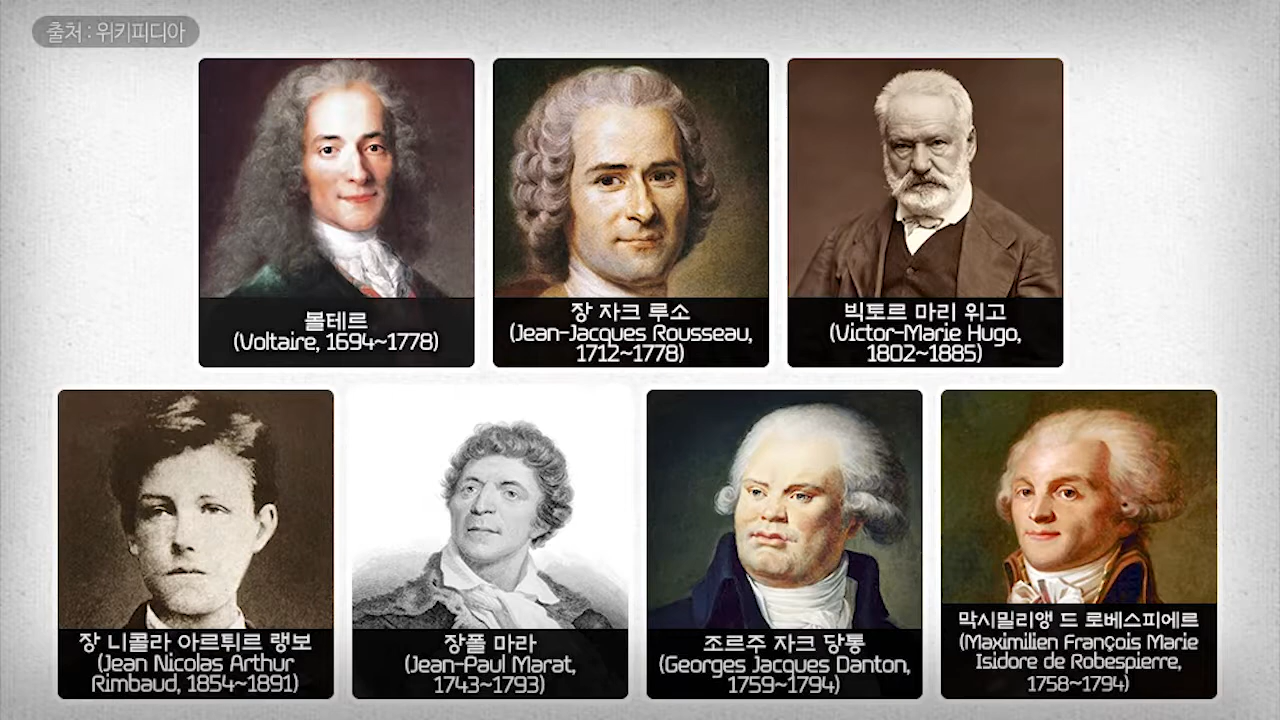 출처 : 위키피디아
볼테르
(Voltaire, 1694~1778)
장 자크 루소
(Jean-Jacques Rousseau,
1712~1778)
빅토르 마리 위고
(Victor-Marie Hugo,
1802~1885)
장 니콜라 아르튀르 랭보
(Jean Nicolas Arthur
Rimbaud, 1854~1891)
장폴 마라
(Jean-Paul Marat,
1743~1793)
조르주 자크 당통
(Georges Jacques Danton,
1759~1794)
막시밀리앵 드 로베스피에르
(Maximilien François Marie
Isidore de Robespierre,
1758~1794)